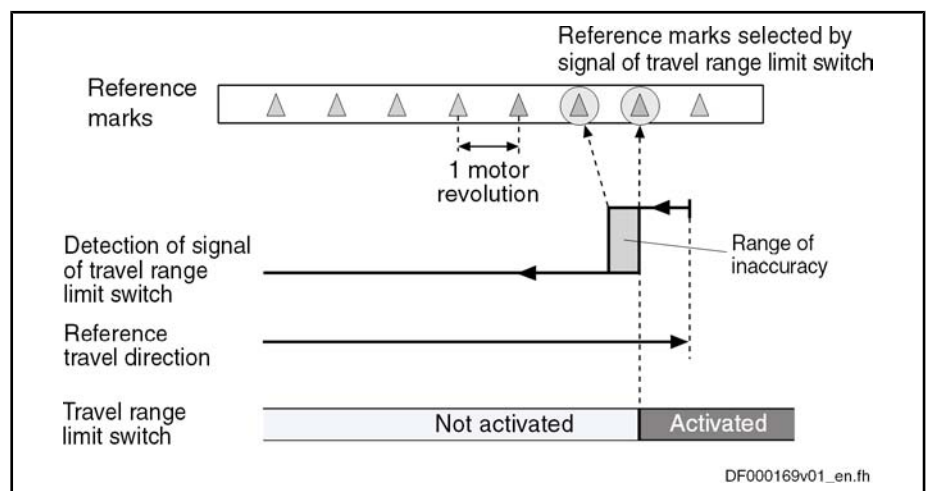 Reference marks selected by
signal of travel range limit switch
Reference
marks
1 motor
revolution
Detection of signal
of travel range
limit switch
Range of
inaccuracy
Reference
travel direction
Travel range
limit switch
Not activated
Activated
DF000169v01_en.fh